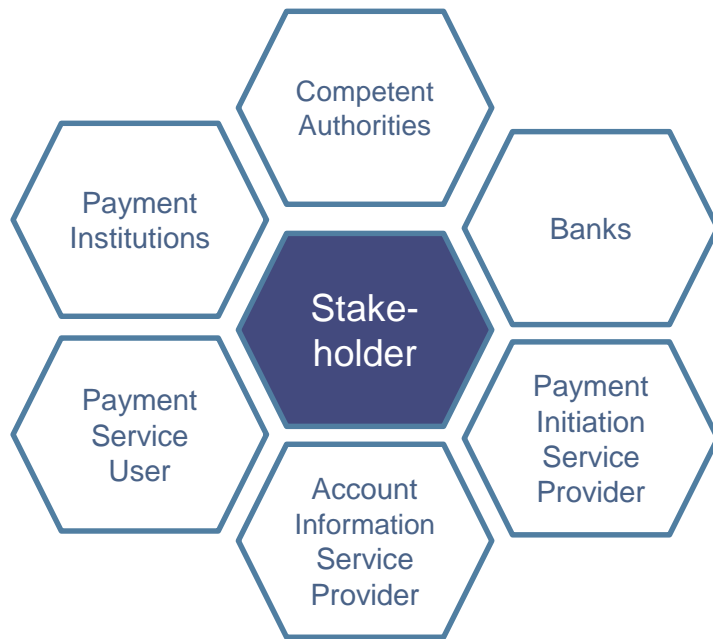 Competent
Authorities
Payment
Institutions
Banks
Stake-
holder
Payment
Service
User
Payment
Initiation
Service
Provider
Account
Information
Service
Provider